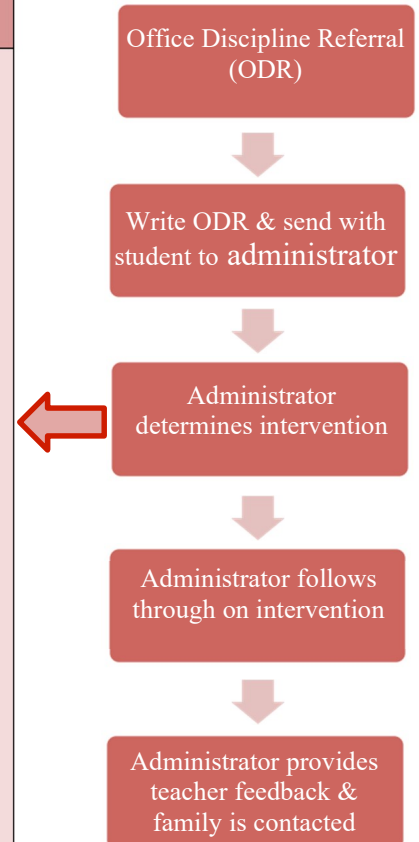 Office Discipline Referral
(ODR)
Write ODR & send with
student to administrator
Administrator
determines intervention
Administrator follows
through on intervention
Administrator provides
teacher feedback &
family is contacted